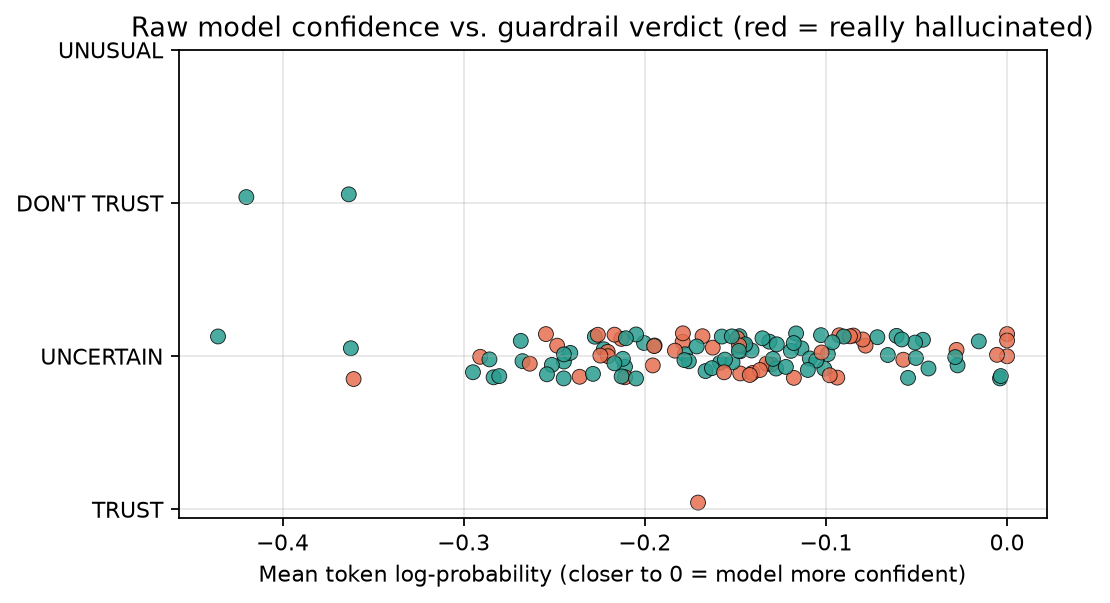 Raw model confidence vs. guardrail verdict (red = really hallucinated)
UNUSUAL
DON'T TRUST
UNCERTAIN
TRUST
−0.4 −0.3 −0.2 −0.1 0.0
Mean token log-probability (closer to 0 = model more confident)